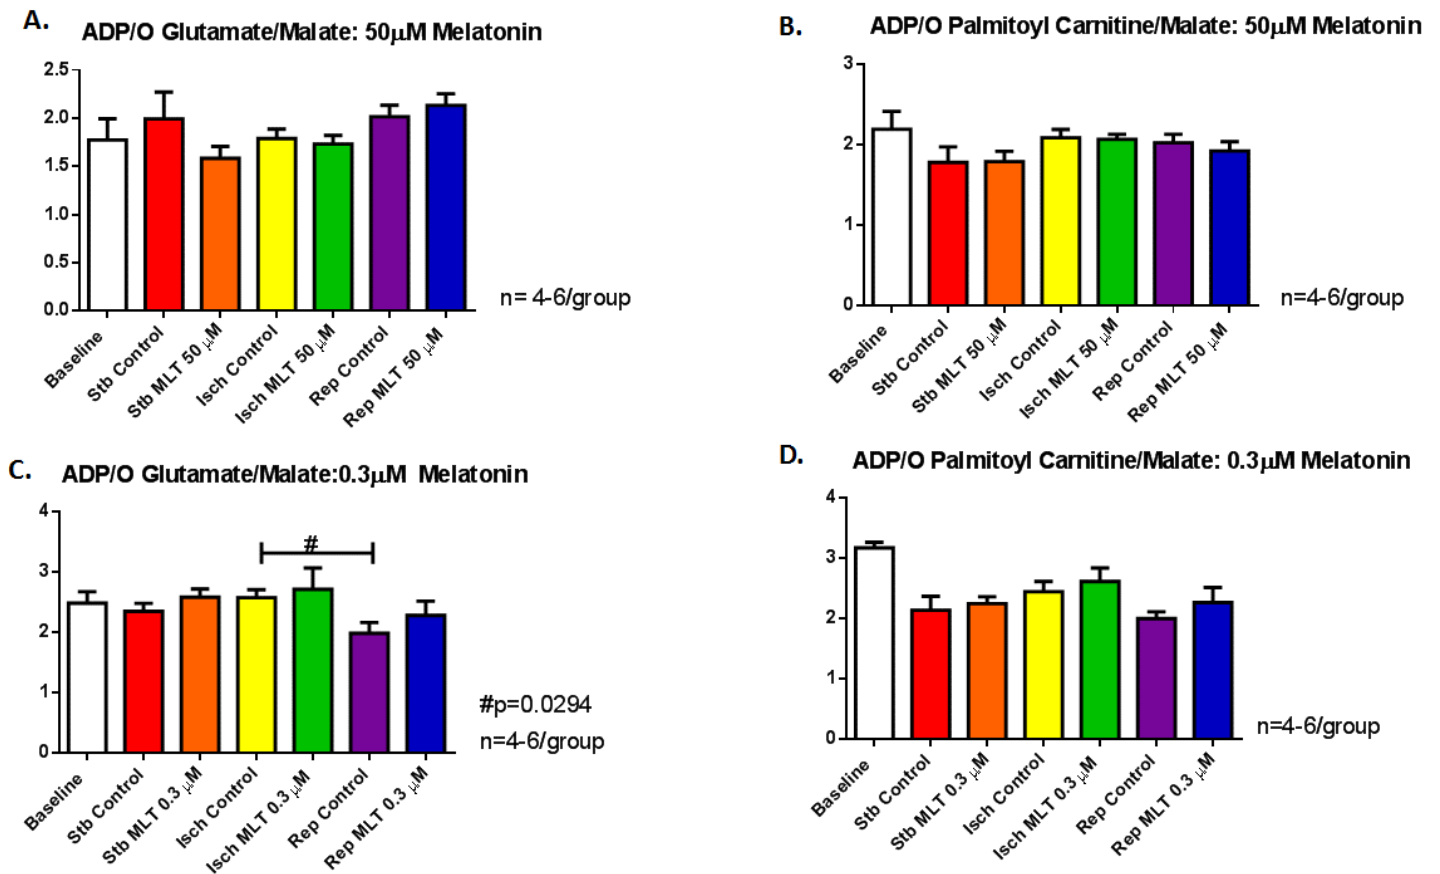 A.
ADP/O Glutamate/Malate: 50μM Melatonin
2.5
2.0
1.5
1.0
0.5
0.0
Baseline
Stb Control
Stb MLT 50 μM
Isch Control
Isch MLT 50 μM
Rep Control
Rep MLT 50 μM
n= 4-6/group
B.
ADP/O Palmitoyl Carnitine/Malate: 50μM Melatonin
3
2
1
0
Baseline
Stb Control
Stb MLT 50 μM
Isch Control
Isch MLT 50 μM
Rep Control
Rep MLT 50 μM
n=4-6/group
C.
ADP/O Glutamate/Malate:0.3μM Melatonin
4
3
2
1
0
#
Baseline
Stb Control
Stb MLT 0.3 μM
Isch Control
Isch MLT 0.3 μM
Rep Control
Rep MLT 0.3 μM
#p=0.0294
n=4-6/group
D.
ADP/O Palmitoyl Carnitine/Malate: 0.3μM Melatonin
4
3
2
1
0
Baseline
Stb Control
Stb MLT 0.3 μM
Isch Control
Isch MLT 0.3 μM
Rep Control
Rep MLT 0.3 μM
n=4-6/group